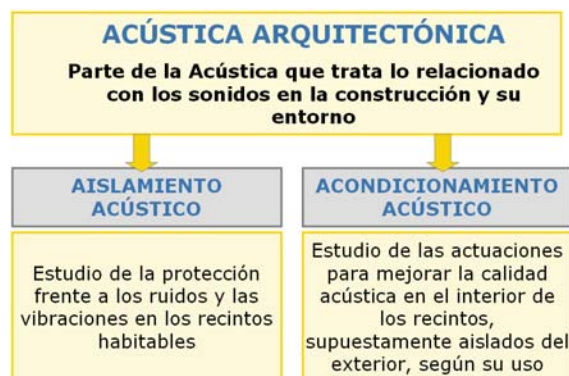 ACÚSTICA ARQUITECTÓNICA
Parte de la Acústica que trata lo relacionado
con los sonidos en la construcción y su
entorno
AISLAMIENTO
ACÚSTICO
Estudio de la protección
frente a los ruidos y las
vibraciones en los recintos
habitables
ACONDICIONAMIENTO
ACÚSTICO
Estudio de las actuaciones
para mejorar la calidad
acústica en el interior de
los recintos,
supuestamente aislados del
exterior, según su uso